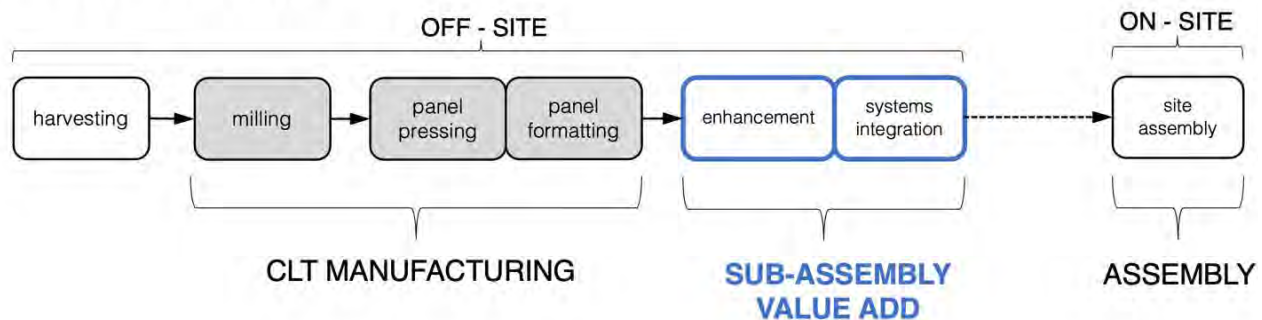 OFF - SITE
ON - SITE
harvesting
milling
panel
pressing
panel
formatting
enhancement
systems
integration
site
assembly
CLT MANUFACTURING
SUB-ASSEMBLY
VALUE ADD
ASSEMBLY